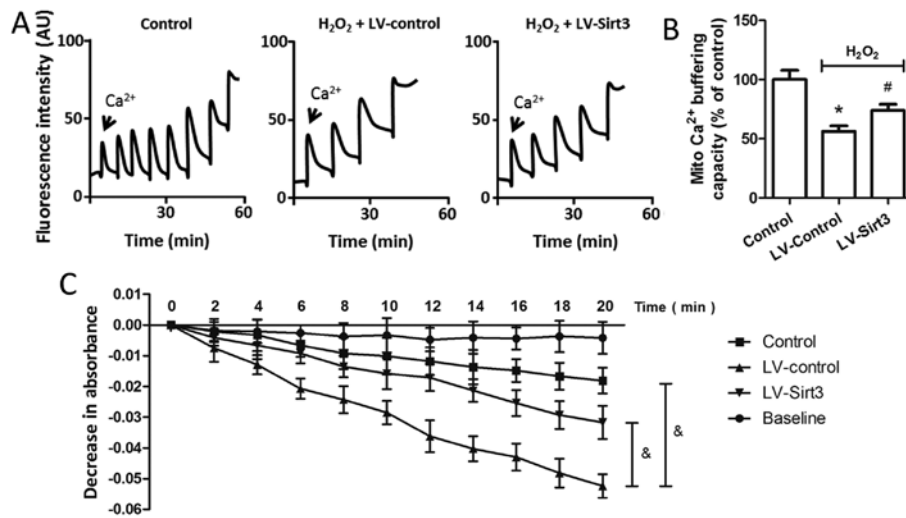 A
Control
H₂O₂ + LV-control
H₂O₂ + LV-Sirt3
Fluorescence intensity (AU)
100
50
0
Ca²⁺
30
60
Time (min)
100
50
0
Ca²⁺
30
60
Time (min)
100
50
0
Ca²⁺
30
60
Time (min)
B
H₂O₂
Mito Ca²⁺ buffering
capacity (% of control)
150
100
50
0
*
#
Control
LV-Control
LV-Sirt3
C
Decrease in absorbance
0.01
0.00
-0.01
-0.02
-0.03
-0.04
-0.05
-0.06
0 2 4 6 8 10 12 14 16 18 20 Time ( min )
&
&
Control
LV-control
LV-Sirt3
Baseline